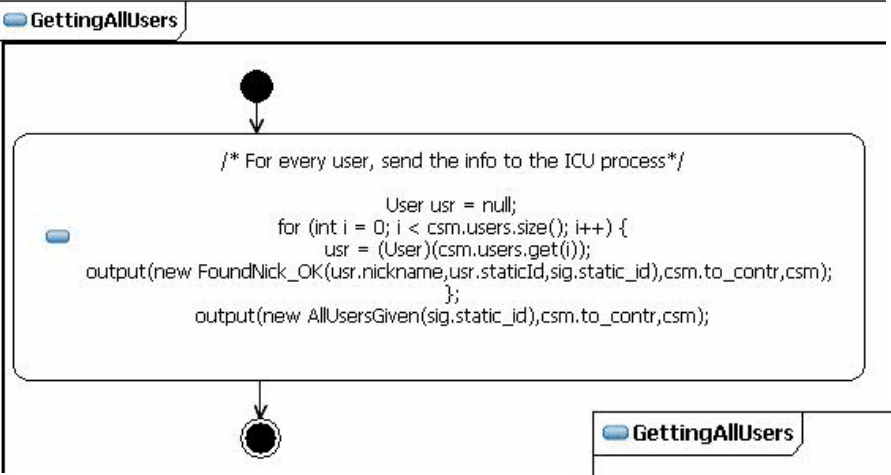 GettingAllUsers
/* For every user, send the info to the ICU process*/
User usr = null;
for (int i = 0; i < csm.users.size(); i++) {
usr = (User)(csm.users.get(i));
output(new FoundNick_OK(usr.nickname,usr.staticId,sig.static_id),csm.to_contr,csm);
};
output(new AllUsersGiven(sig.static_id),csm.to_contr,csm);
GettingAllUsers